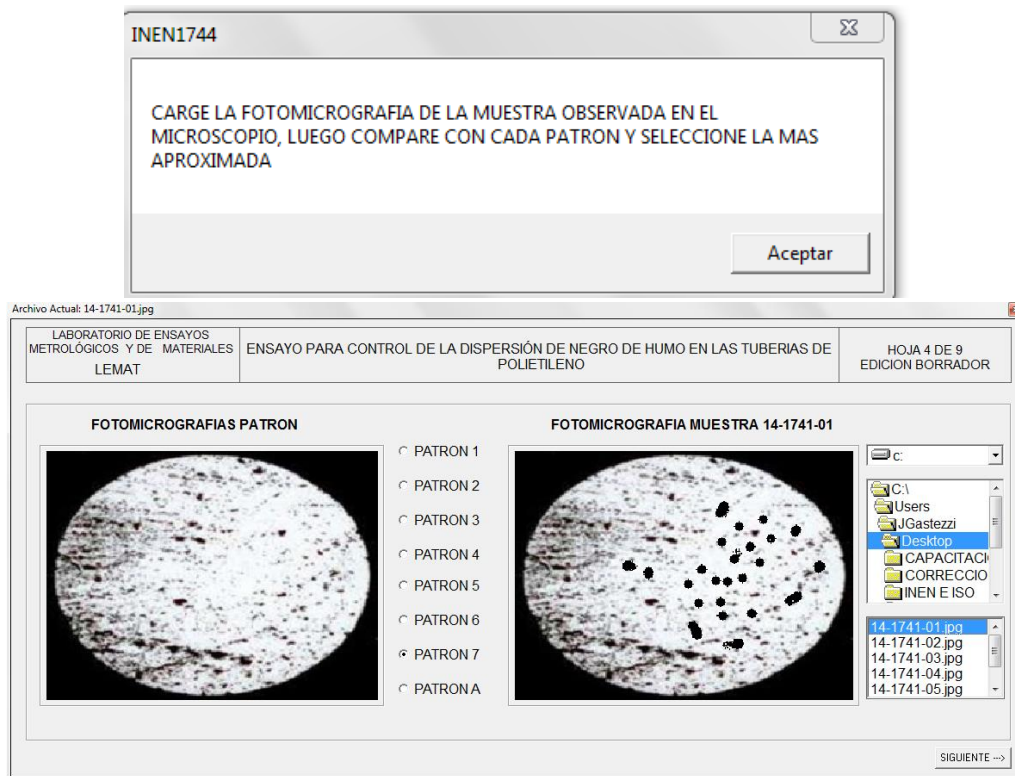 INEN1744
CARGE LA FOTOMICROGRAFIA DE LA MUESTRA OBSERVADA EN EL
MICROSCOPIO, LUEGO COMPARE CON CADA PATRON Y SELECCIONE LA MAS
APROXIMADA
Aceptar
Archivo Actual: 14-1741-01.jpg
LABORATORIO DE ENSAYOS
METROLÓGICOS Y DE MATERIALES
LEMAT
ENSAYO PARA CONTROL DE LA DISPERSIÓN DE NEGRO DE HUMO EN LAS TUBERIAS DE
POLIETILENO
HOJA 4 DE 9
EDICION BORRADOR
FOTOMICROGRAFIAS PATRON
PATRON 1
PATRON 2
PATRON 3
PATRON 4
PATRON 5
PATRON 6
PATRON 7
PATRON A
FOTOMICROGRAFIA MUESTRA 14-1741-01
c:
C:\
Users
JGastezzi
Desktop
CAPACITACI
CORRECCIO
INEN E ISO
14-1741-01.jpg
14-1741-02.jpg
14-1741-03.jpg
14-1741-04.jpg
14-1741-05.jpg
SIGUIENTE --->